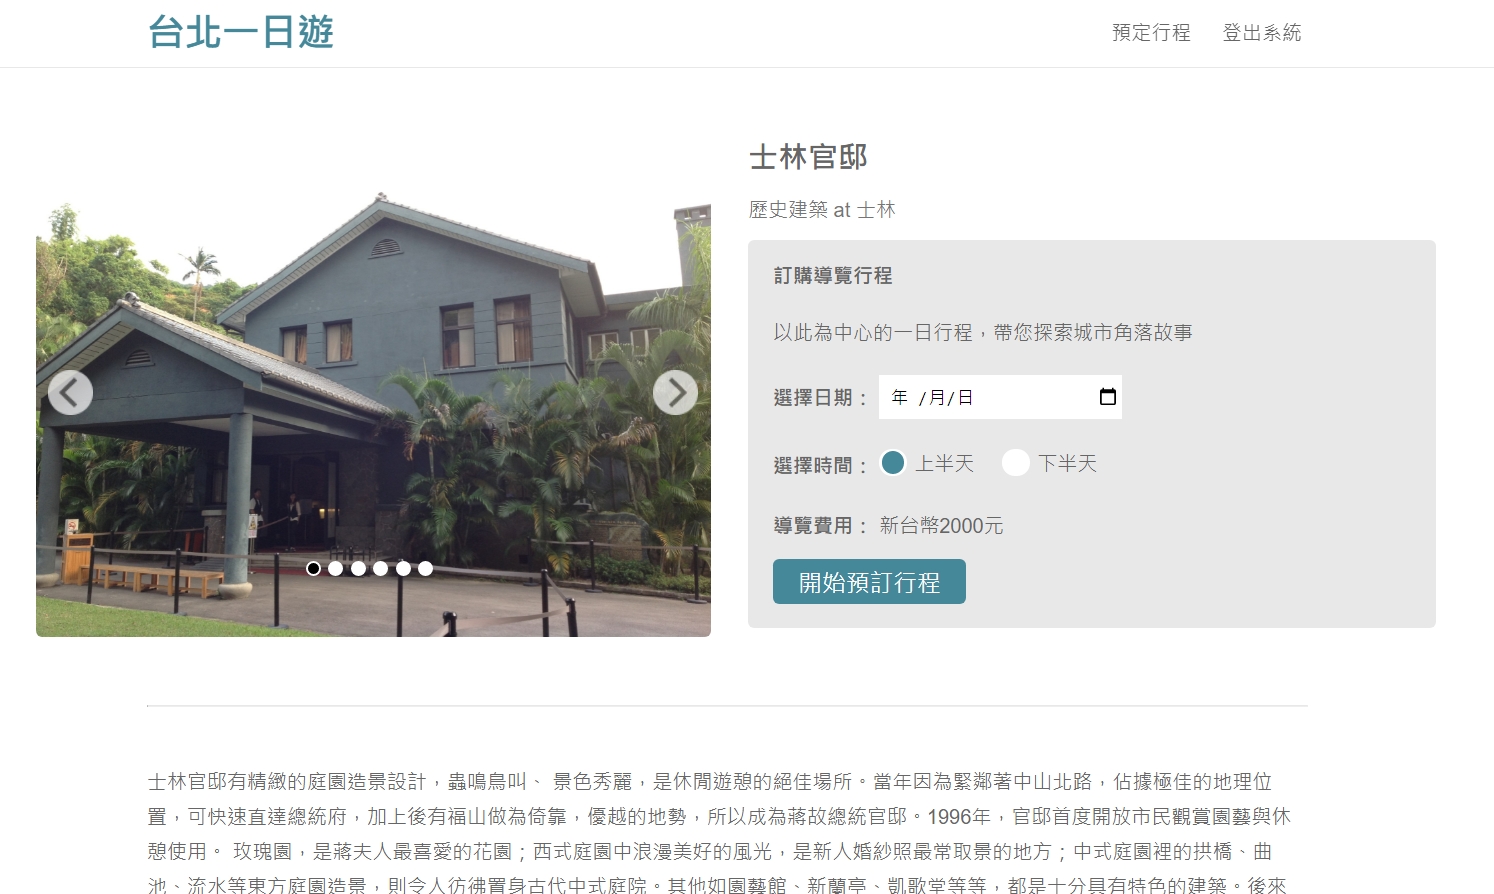 台北一日遊
預定行程 登出系統
士林官邸
歷史建築 at 士林
訂購導覽行程
以此為中心的一日行程，帶您探索城市角落故事
選擇日期： 年 /月/日
選擇時間： 上半天 下半天
導覽費用： 新台幣2000元
開始預訂行程
士林官邸有精緻的庭園造景設計，蟲鳴鳥叫、 景色秀麗，是休閒遊憩的絕佳場所。當年因為緊鄰著中山北路，佔據極佳的地理位
置，可快速直達總統府，加上後有福山做為倚靠，優越的地勢，所以成為蔣故總統官邸。1996年，官邸首度開放市民觀賞園藝與休
憩使用。 玫瑰園，是蔣夫人最喜愛的花園；西式庭園中浪漫美好的風光，是新人婚紗照最常取景的地方；中式庭園裡的拱橋、曲
池、流水等東方庭園造景，則令人彷彿置身古代中式庭院。其他如園藝館、新蘭亭、凱歌堂等等，都是十分具有特色的建築。後來